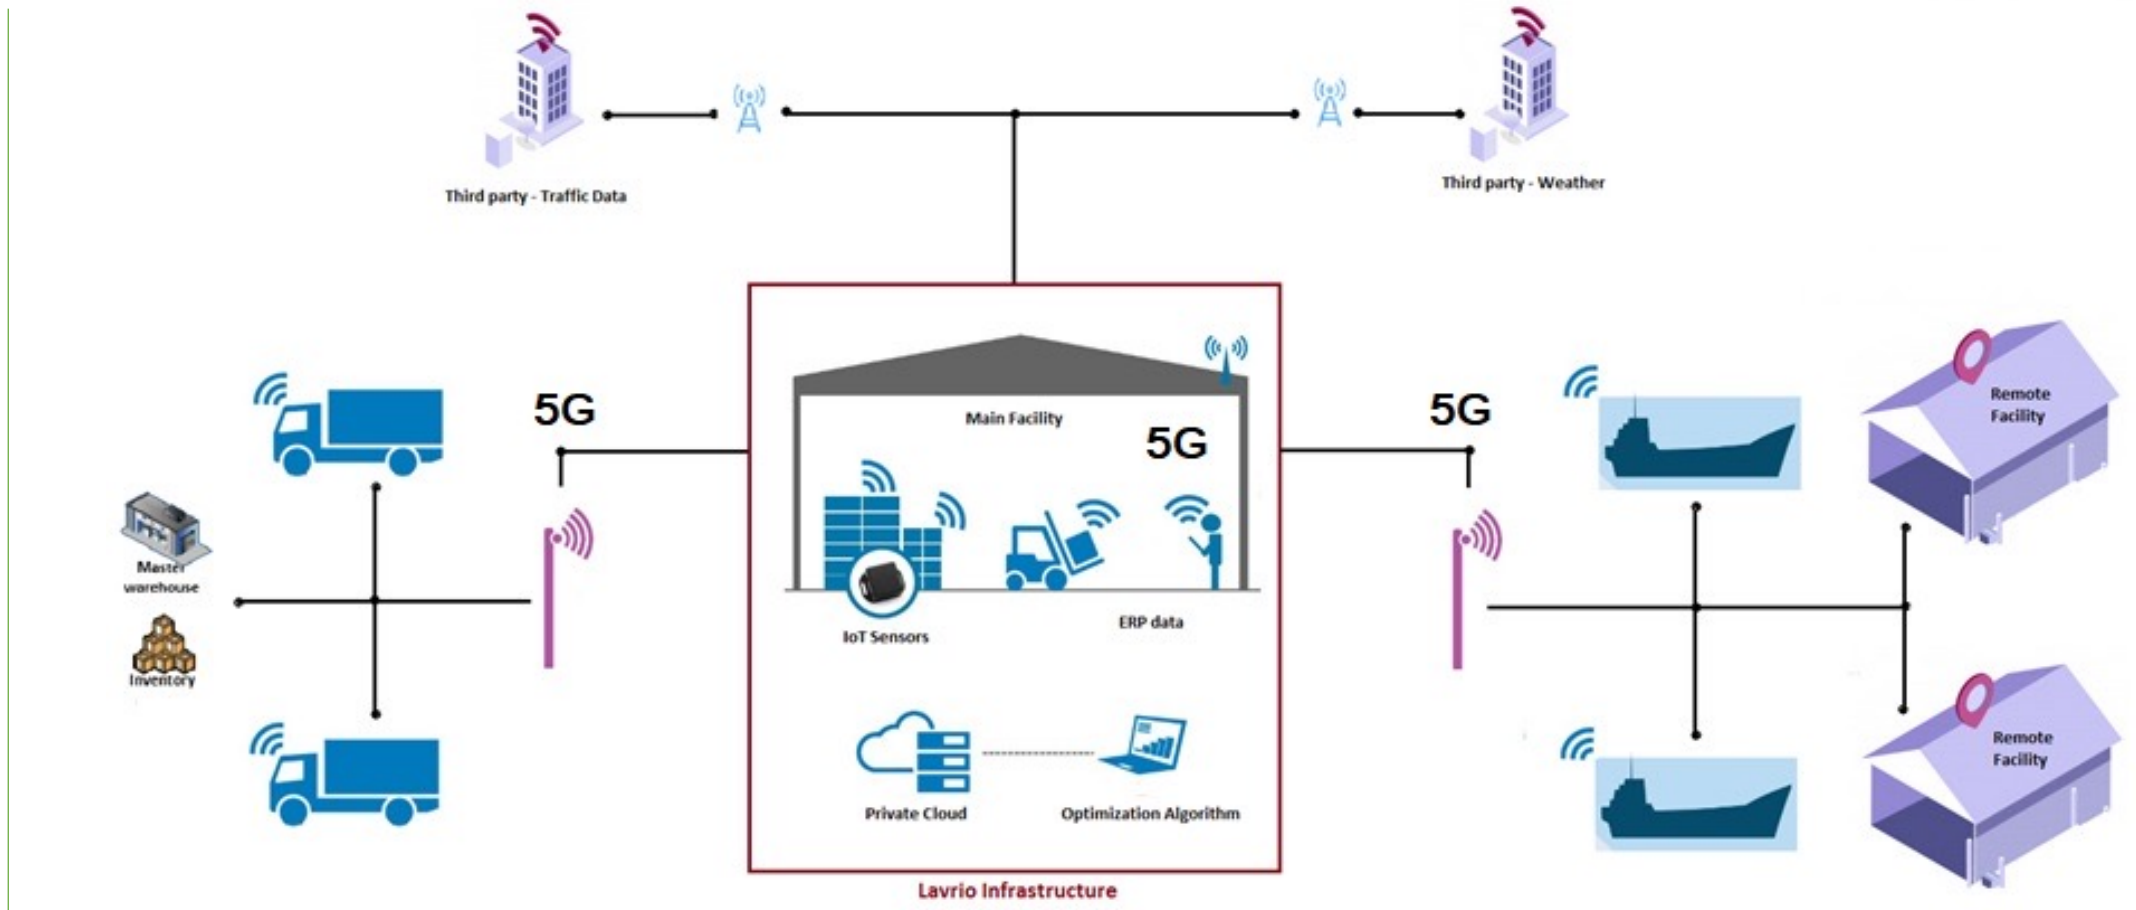 Third party - Traffic Data
Third party - Weather
5G
5G
Main Facility
5G
Remote
Facility
Master
warehouse
IoT Sensors
ERP data
Inventory
Remote
Facility
Private Cloud
Optimization Algorithm
Lavrio Infrastructure